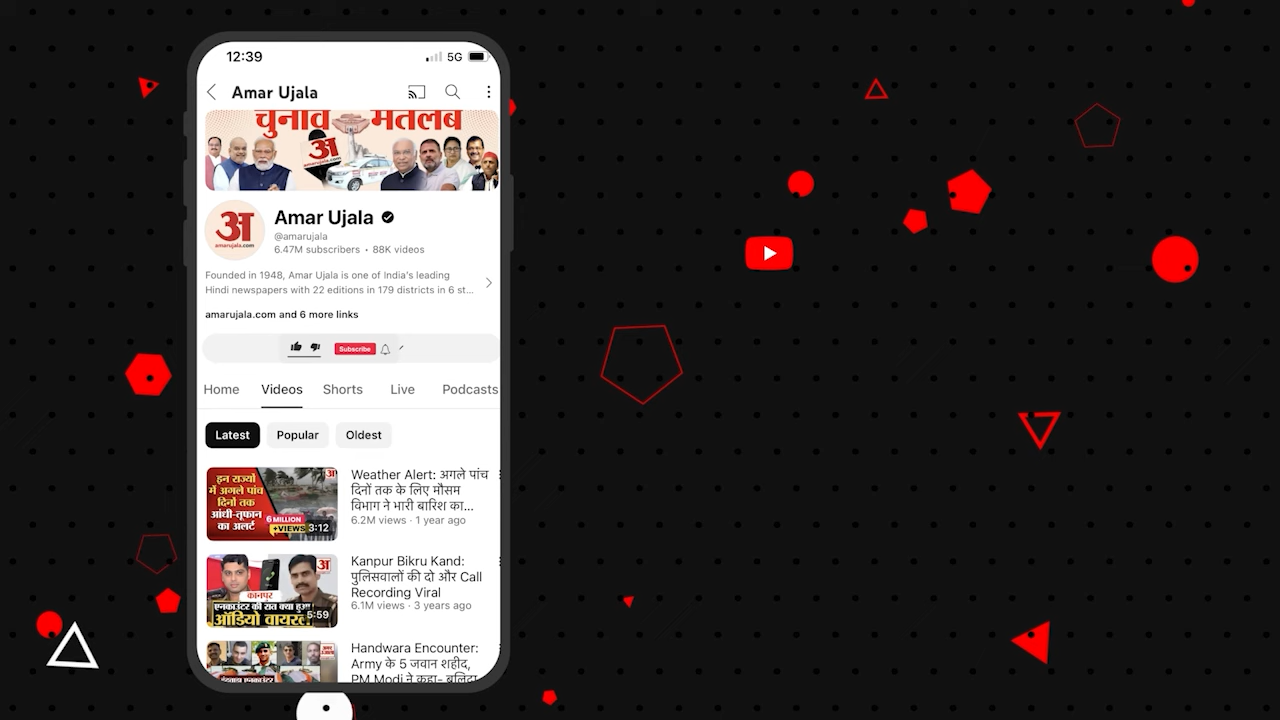 12:39
5G
Amar Ujala
चुनाव का मतलब
अ
amarujala.com
अ
amarujala.com
Amar Ujala
@amarujala
6.47M subscribers • 88K videos
Founded in 1948, Amar Ujala is one of India's leading
Hindi newspapers with 22 editions in 179 districts in 6 st...
amarujala.com and 6 more links
Subscribe
Home Videos Shorts Live Podcasts
Latest Popular Oldest
इन राज्यों
में अगले पांच
दिनों तक
आंधी-तूफान
का अलर्ट
अ
6 MILLION
+VIEWS
3:12
Weather Alert: अगले पांच
दिनों तक के लिए मौसम
विभाग ने भारी बारिश का...
6.2M views · 1 year ago
अ
कानपुर
एनकाउंटर की रात क्या हुआ
ऑडियो वायरल
5:59
Kanpur Bikru Kand:
पुलिसवालों की दो और Call
Recording Viral
6.1M views · 3 years ago
Handwara Encounter:
Army के 5 जवान शहीद,
PM Modi ने कहा-